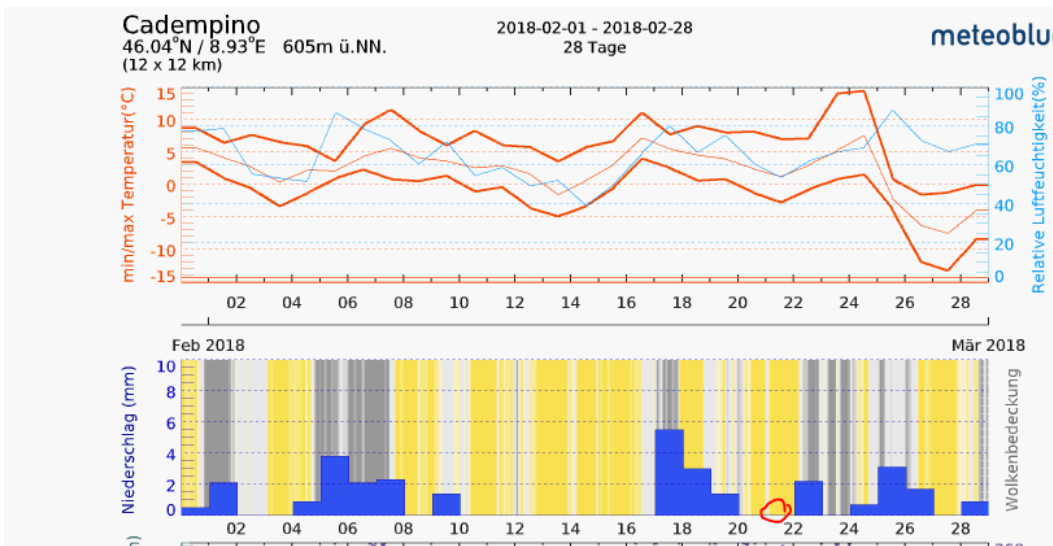 Cadempino
46.04°N / 8.93°E 605m ü.NN.
(12 x 12 km)
2018-02-01 - 2018-02-28
28 Tage
meteoblu
min/max Temperatur(°C)
15
10
5
0
-5
-10
-15
100
80
60
40
20
0
Relative Luftfeuchtigkeit(%)
02 04 06 08 10 12 14 16 18 20 22 24 26 28
Feb 2018
Mär 2018
Niederschlag (mm)
10
8
6
4
2
0
Wolkenbedeckung
02 04 06 08 10 12 14 16 18 20 22 24 26 28